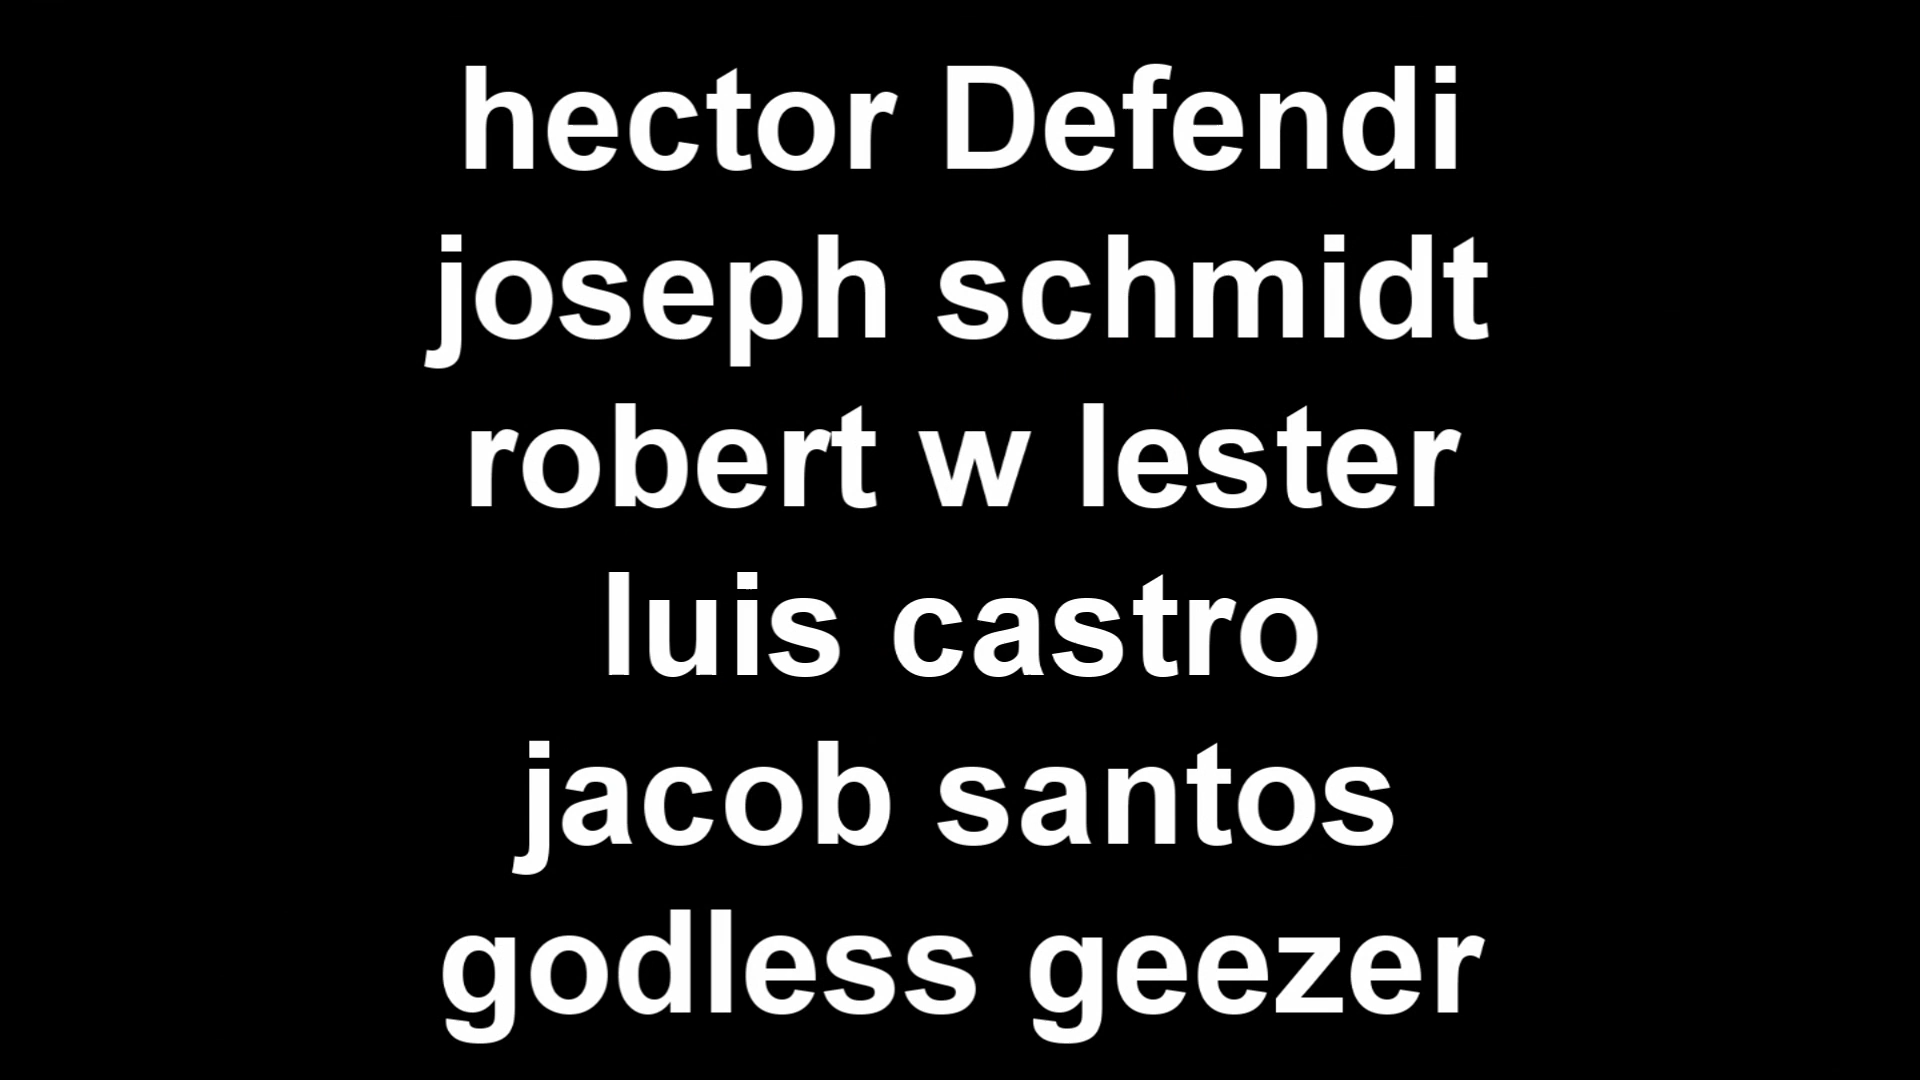 hector Defendi
joseph schmidt
robert w lester
luis castro
jacob santos
godless geezer